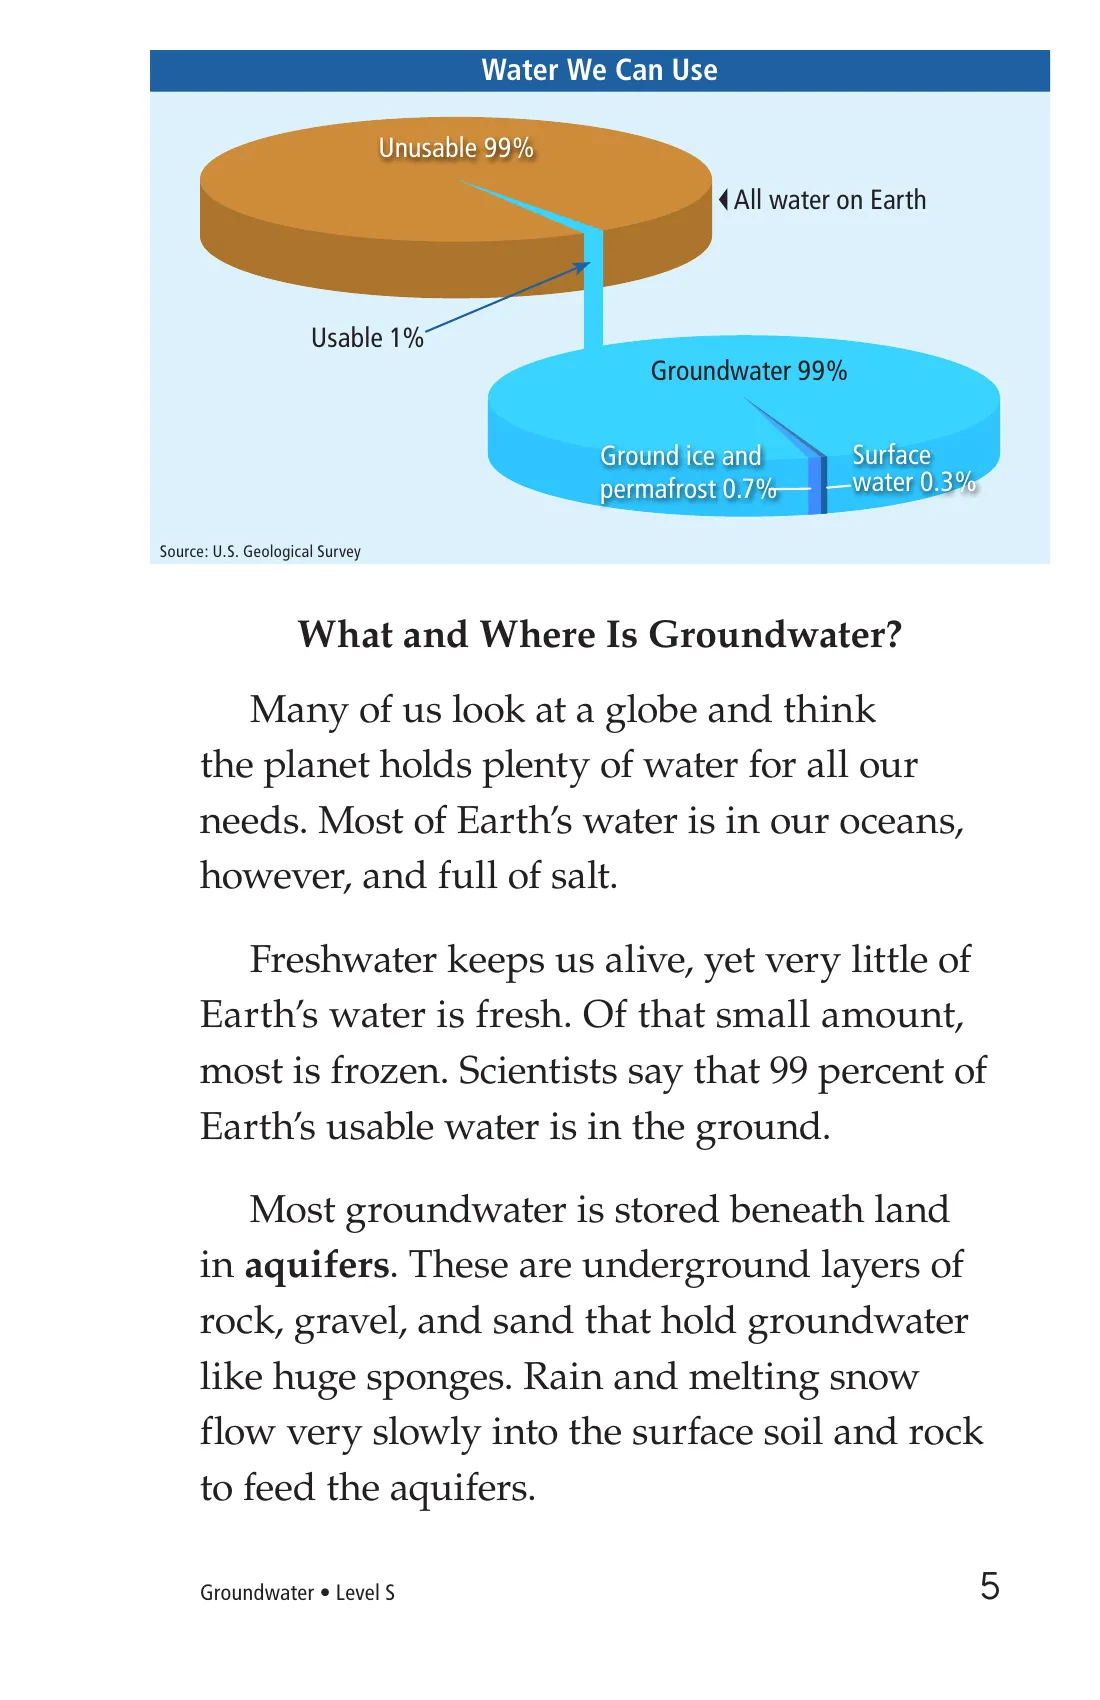 Water We Can Use
Unusable 99%
All water on Earth
Usable 1%
Groundwater 99%
Ground ice and
permafrost 0.7%
Surface
water 0.3%
Source: U.S. Geological Survey
What and Where Is Groundwater?
Many of us look at a globe and think
the planet holds plenty of water for all our
needs. Most of Earth’s water is in our oceans,
however, and full of salt.
Freshwater keeps us alive, yet very little of
Earth’s water is fresh. Of that small amount,
most is frozen. Scientists say that 99 percent of
Earth’s usable water is in the ground.
Most groundwater is stored beneath land
in aquifers. These are underground layers of
rock, gravel, and sand that hold groundwater
like huge sponges. Rain and melting snow
flow very slowly into the surface soil and rock
to feed the aquifers.
Groundwater • Level S
5